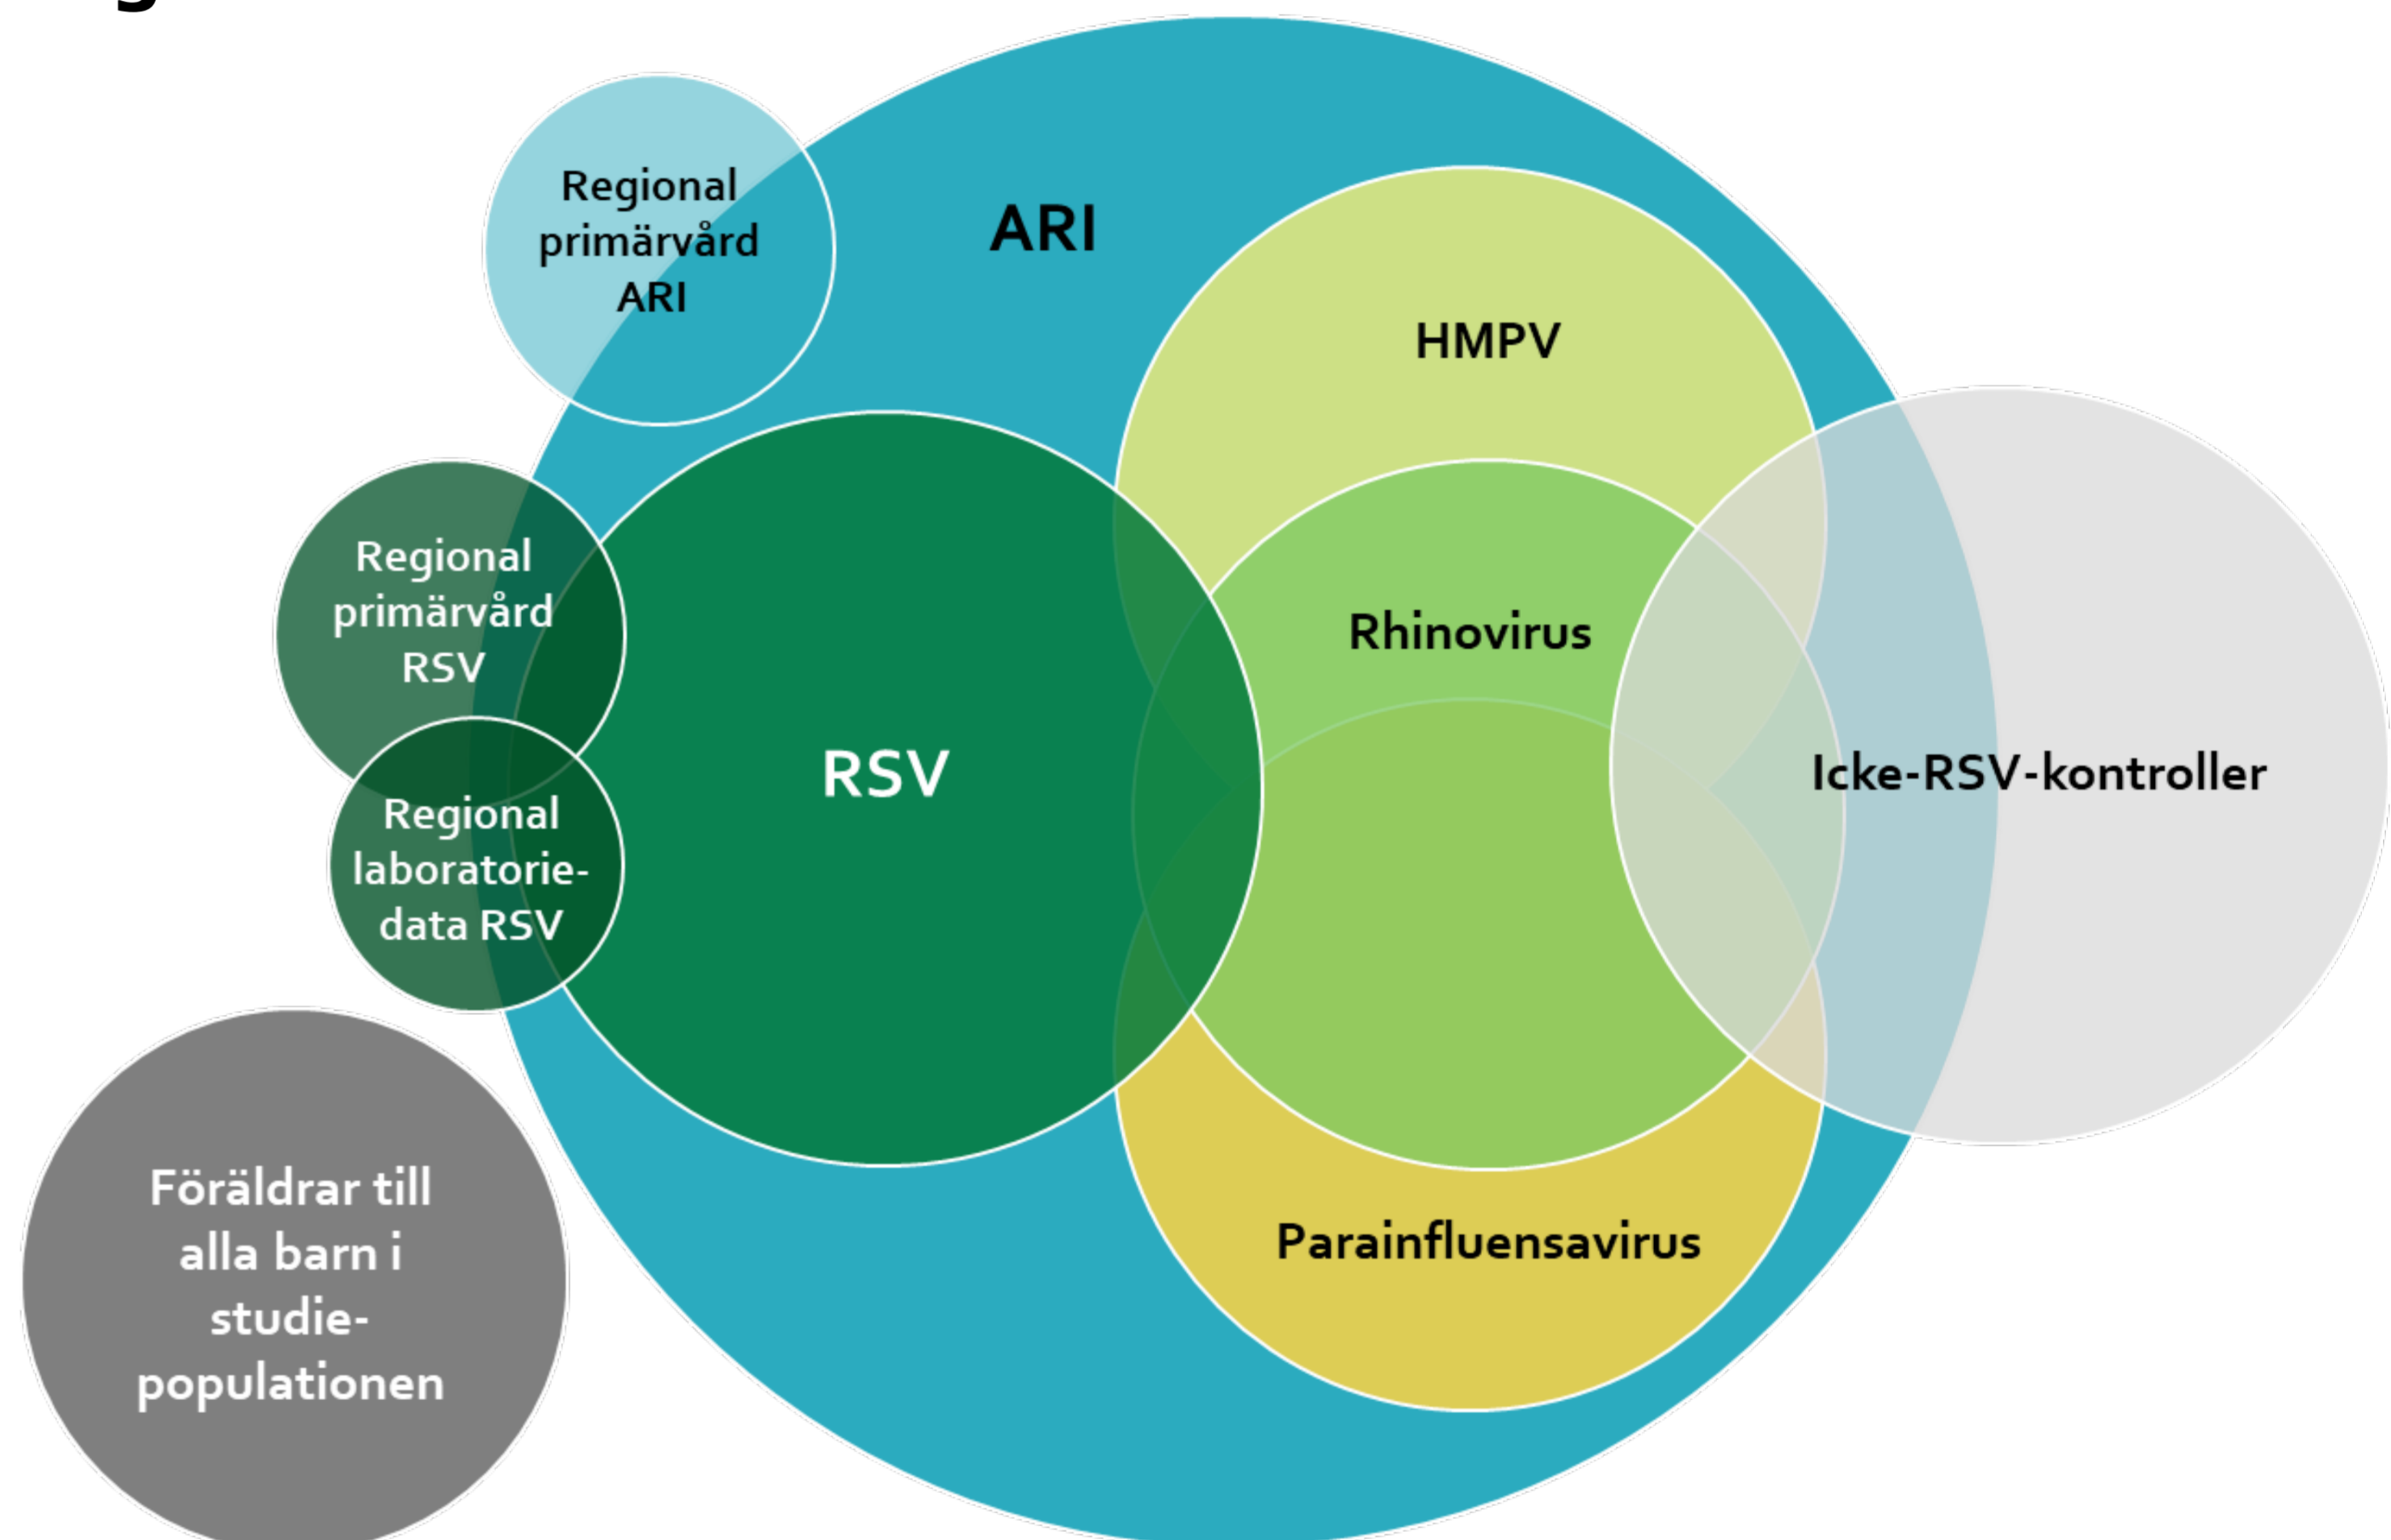 Regional
primärvård
ARI
ARI
HMPV
Regional
primärvård
RSV
Rhinovirus
RSV
Icke-RSV-kontroller
Regional
laboratorie-
data RSV
Föräldrar till
alla barn i
studie-
populationen
Parainfluensavirus